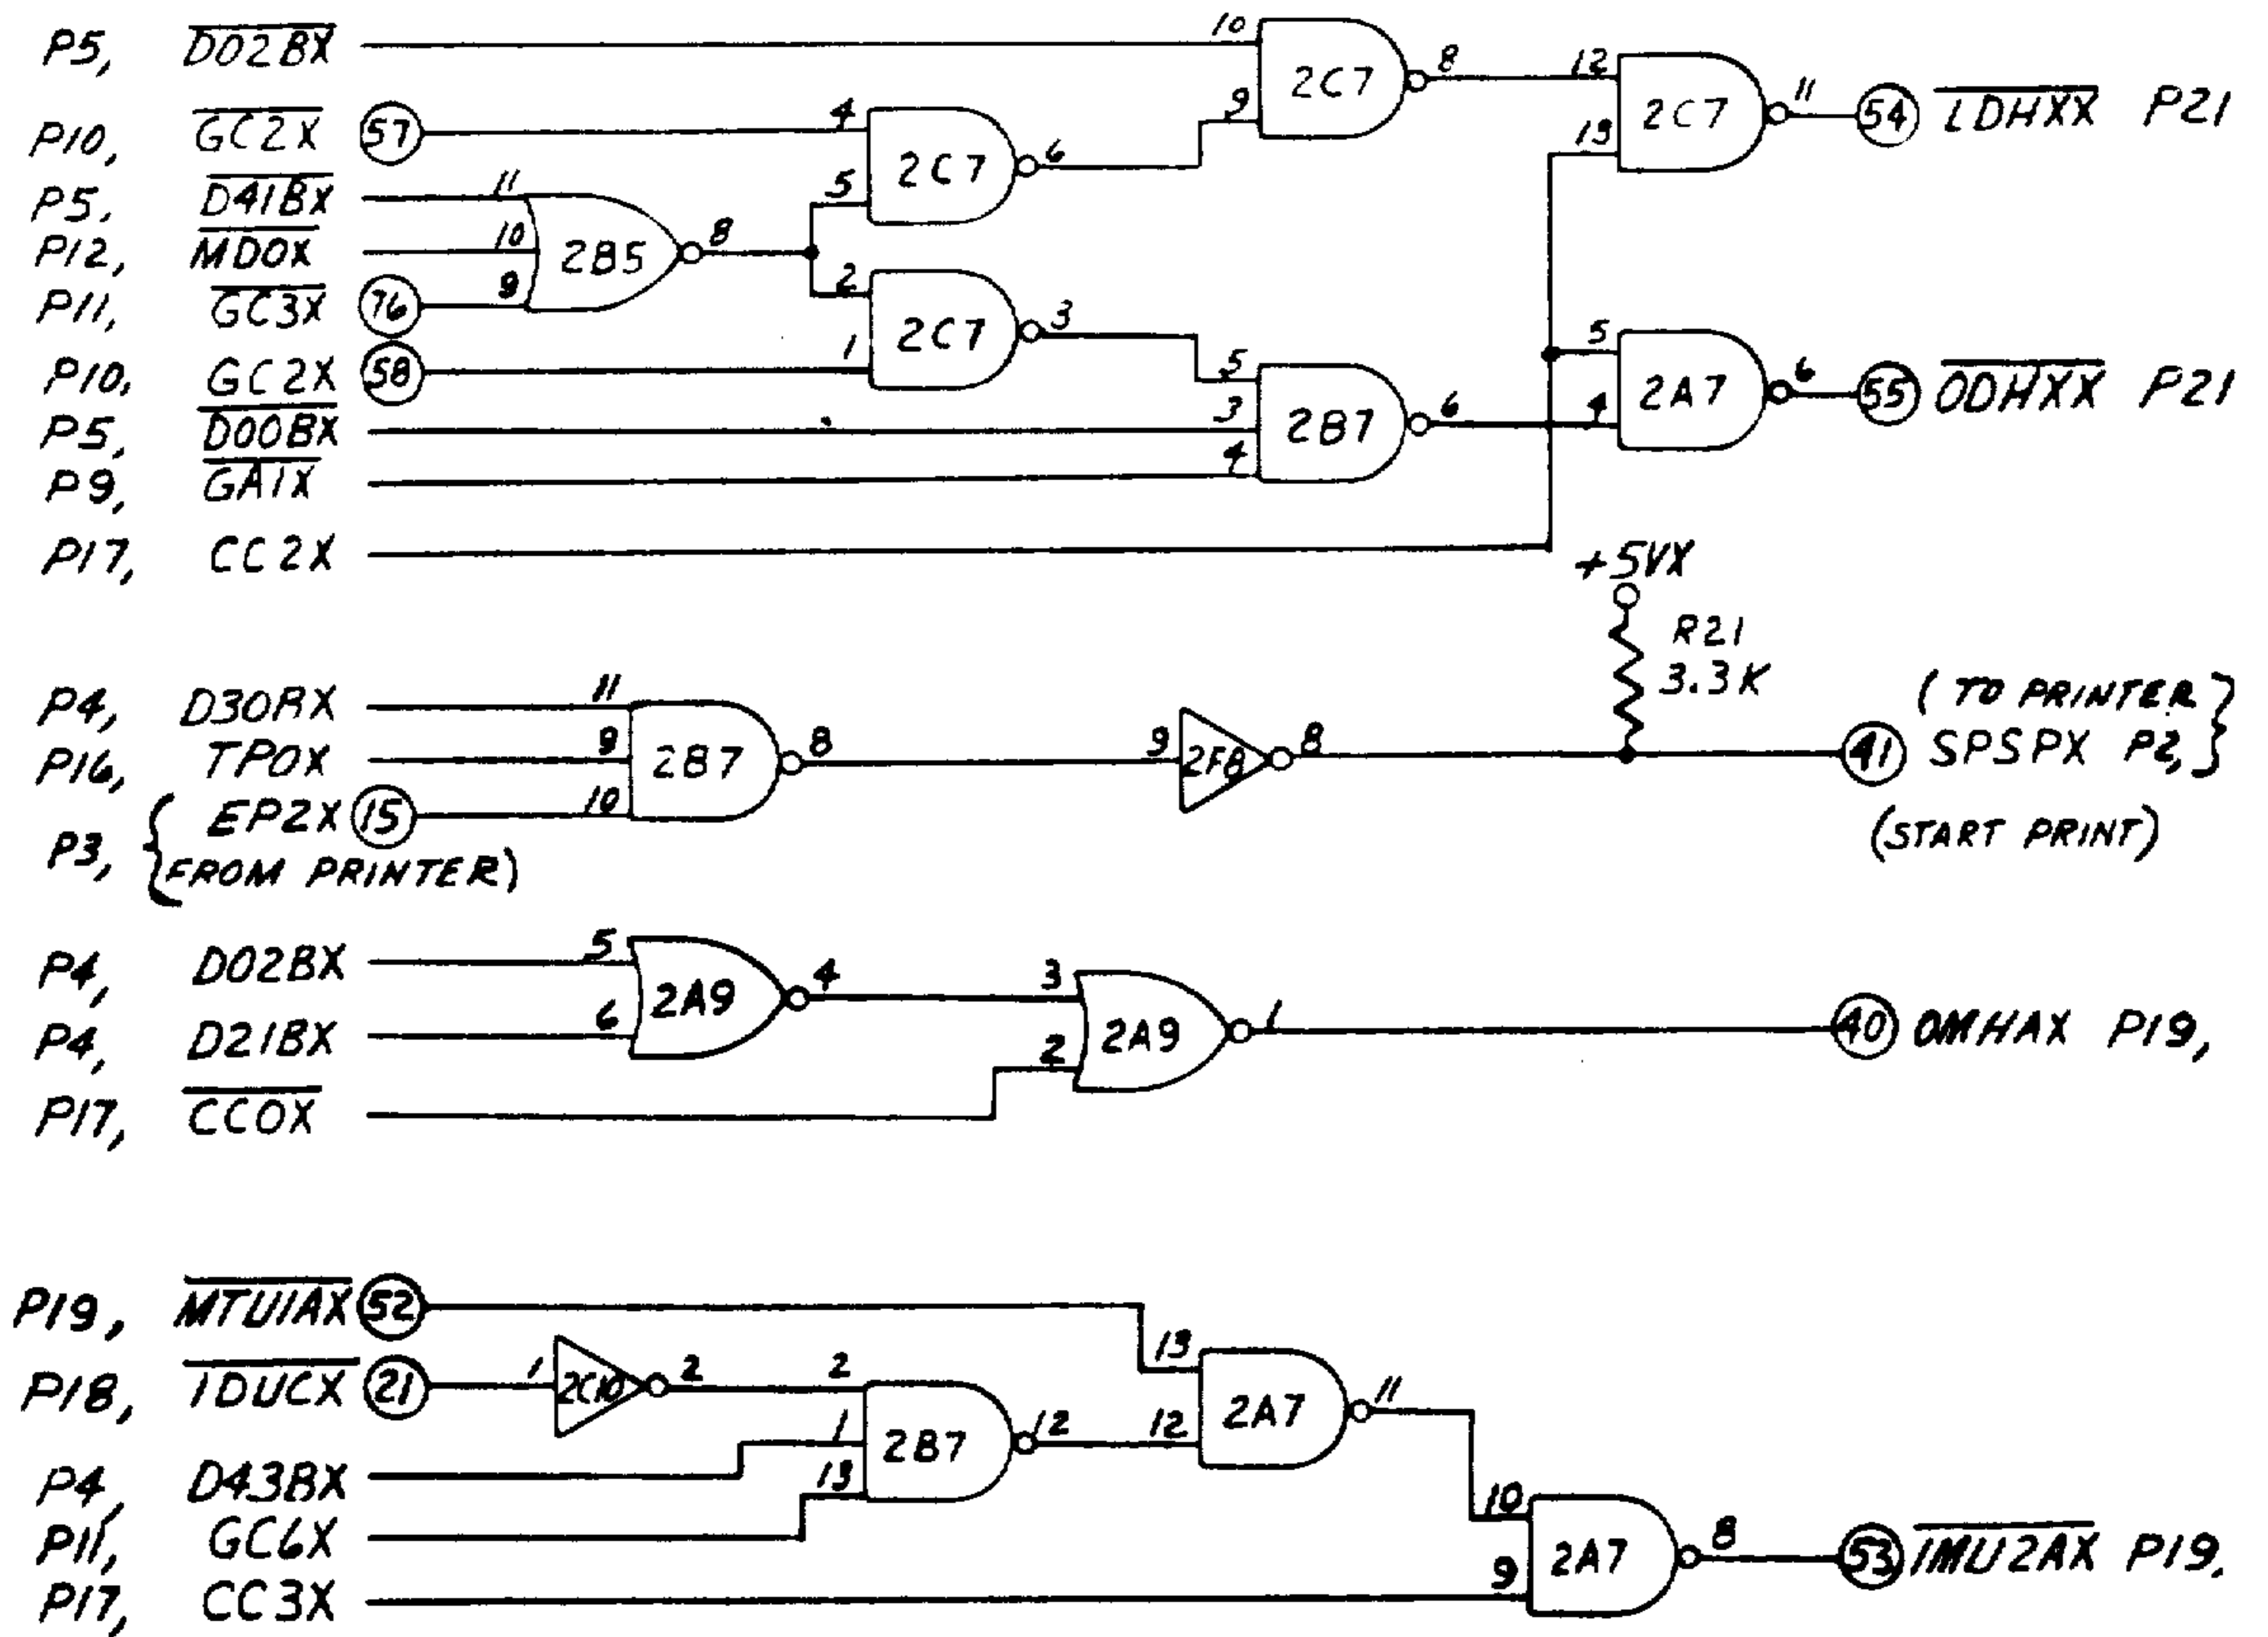 P5, D02BX 10 2C7 8 12 2C7 11 54 IDHXX P21
9 13
P10, GC2X 57 4 2C7 6
5
P5, D41BX 11
P12, MD0X 10 2B5 8
P11, GC3X 76 9
2 2C7 3
P10, GC2X 58 1
P5, D00BX 5 3 2B7 6
P9, GA1X 4
5 2A7 6 55 0DHXX P21
4
P17, CC2X
+5VX
R21
3.3K
P4, D30BX 11
P16, TP0X 9 2B7 8 9 2F8 8 41 SPSPX P2,
(TO PRINTER
P3, EP2X 15 10
(FROM PRINTER)
(START PRINT)
P4, D02BX 5 2A9 4 3 2A9 1 40 0MHAX P19,
P4, D21BX 6 2
P17, CC0X
P19, MTU1AX 52 13 2A7 11
P18, IDUCX 21 1 2C10 2 2 2B7 12 12
P4, D43BX 1
P11, GC6X 13
10 2A7 8 53 IMU2AX P19,
P17, CC3X 9